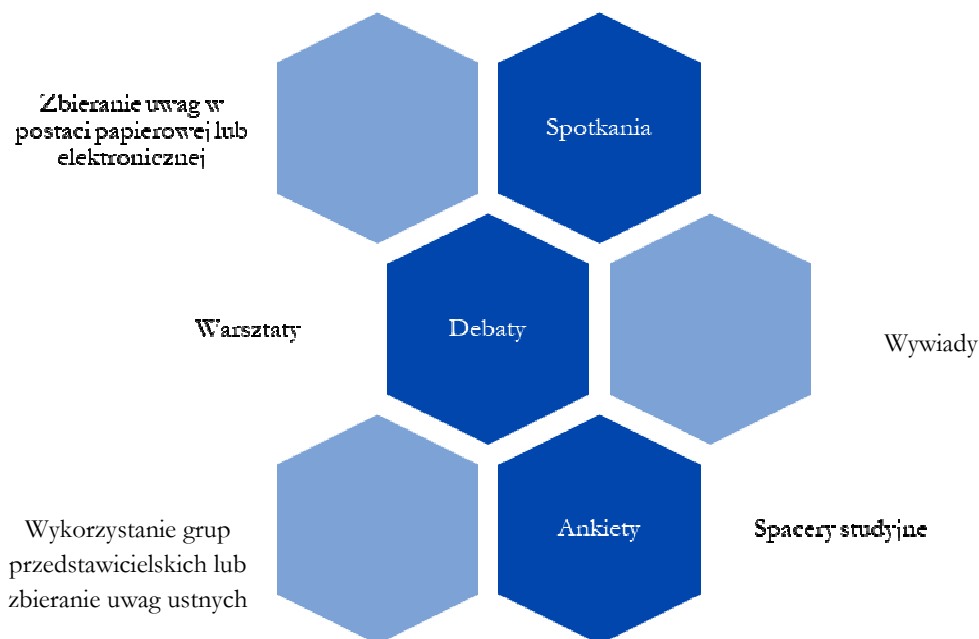 Zbieranie uwag w
postaci papierowej lub
elektronicznej
Spotkania
Warsztaty
Debaty
Wywiady
Wykorzystanie grup
przedstawicielskich lub
zbieranie uwag ustnych
Ankiety
Spacery studyjne